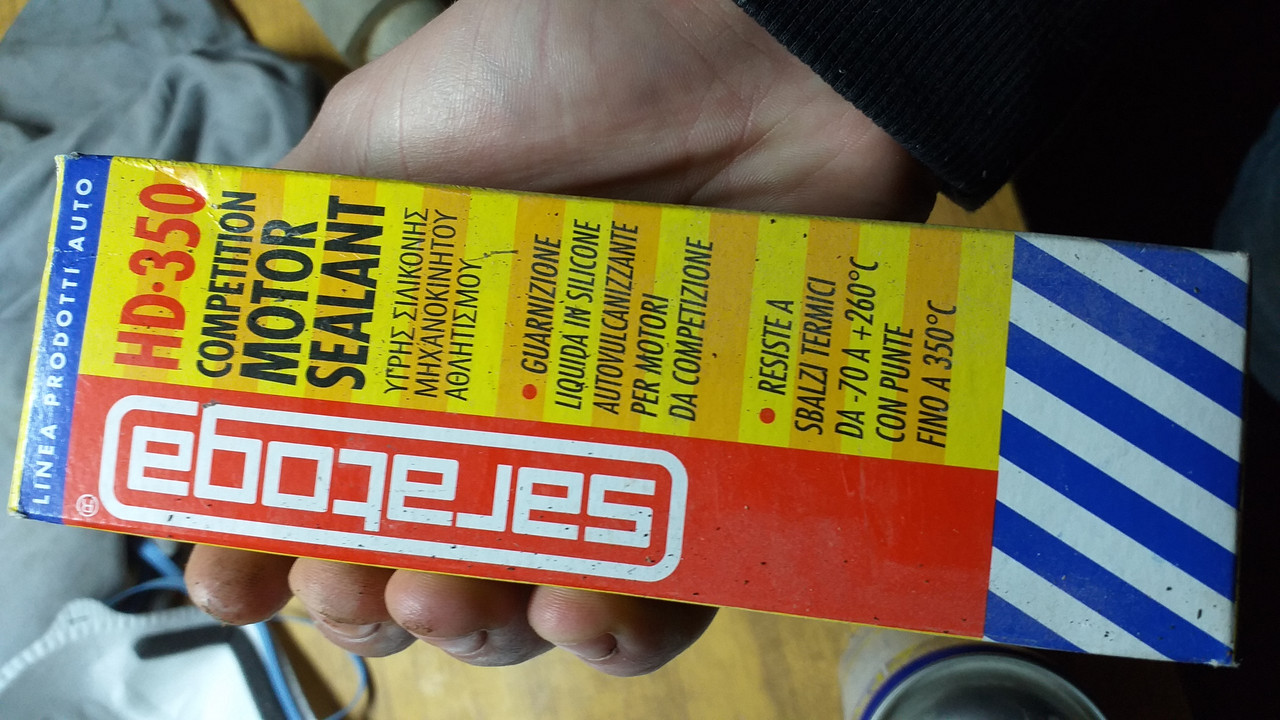 LINEA PRODOTTI AUTO
HD•350
COMPETITION
MOTOR
SEALANT
ΥΓΡΗΣ ΣΙΛΙΚΟΝΗΣ
ΜΗΧΑΝΟΚΙΝΗΤΟΥ
ΑΘΛΗΤΙΣΜΟΥ
• GUARNIZIONE
LIQUIDA IN SILICONE
AUTOVULCANIZZANTE
PER MOTORI
DA COMPETIZIONE
• RESISTE A
SBALZI TERMICI
DA -70 A +260°C
CON PUNTE
FINO A 350°C
saratoga
®